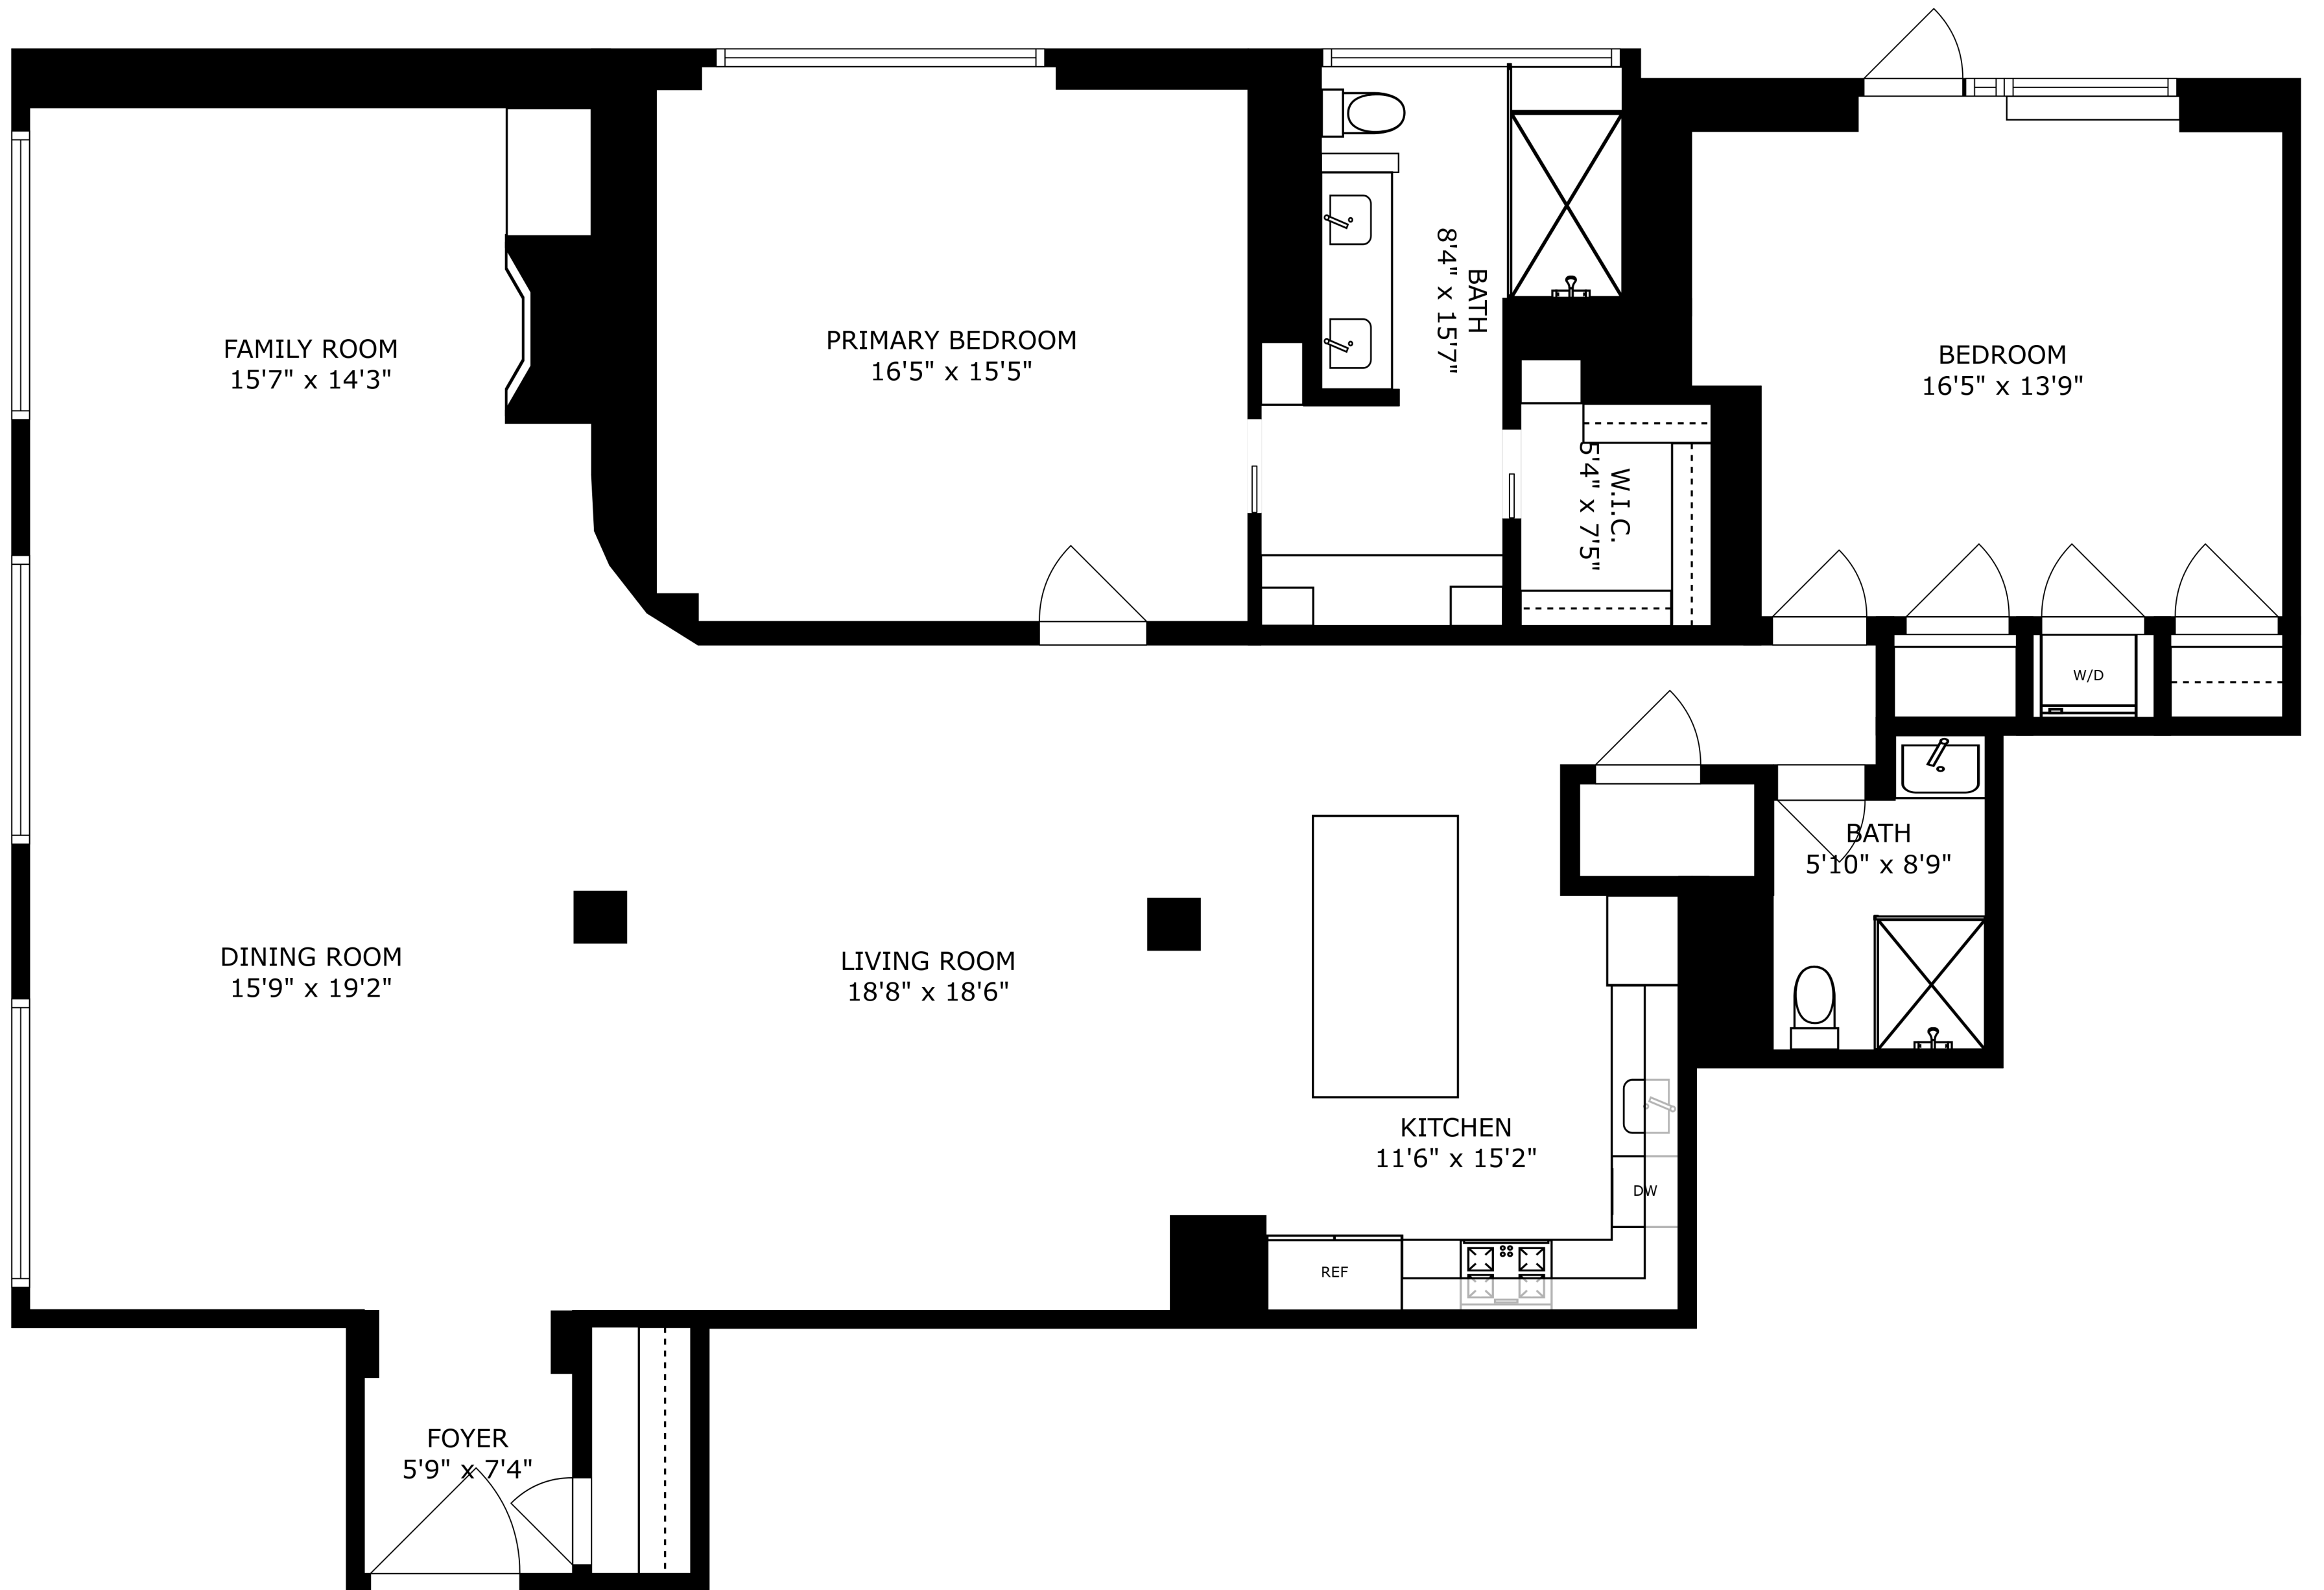 FAMILY ROOM
15'7" x 14'3"
PRIMARY BEDROOM
16'5" x 15'5"
BATH
8'4" x 15'7"
W.I.C.
5'4" x 7'5"
BEDROOM
16'5" x 13'9"
W/D
BATH
5'10" x 8'9"
DINING ROOM
15'9" x 19'2"
LIVING ROOM
18'8" x 18'6"
KITCHEN
11'6" x 15'2"
DW
REF
FOYER
5'9" x 7'4"